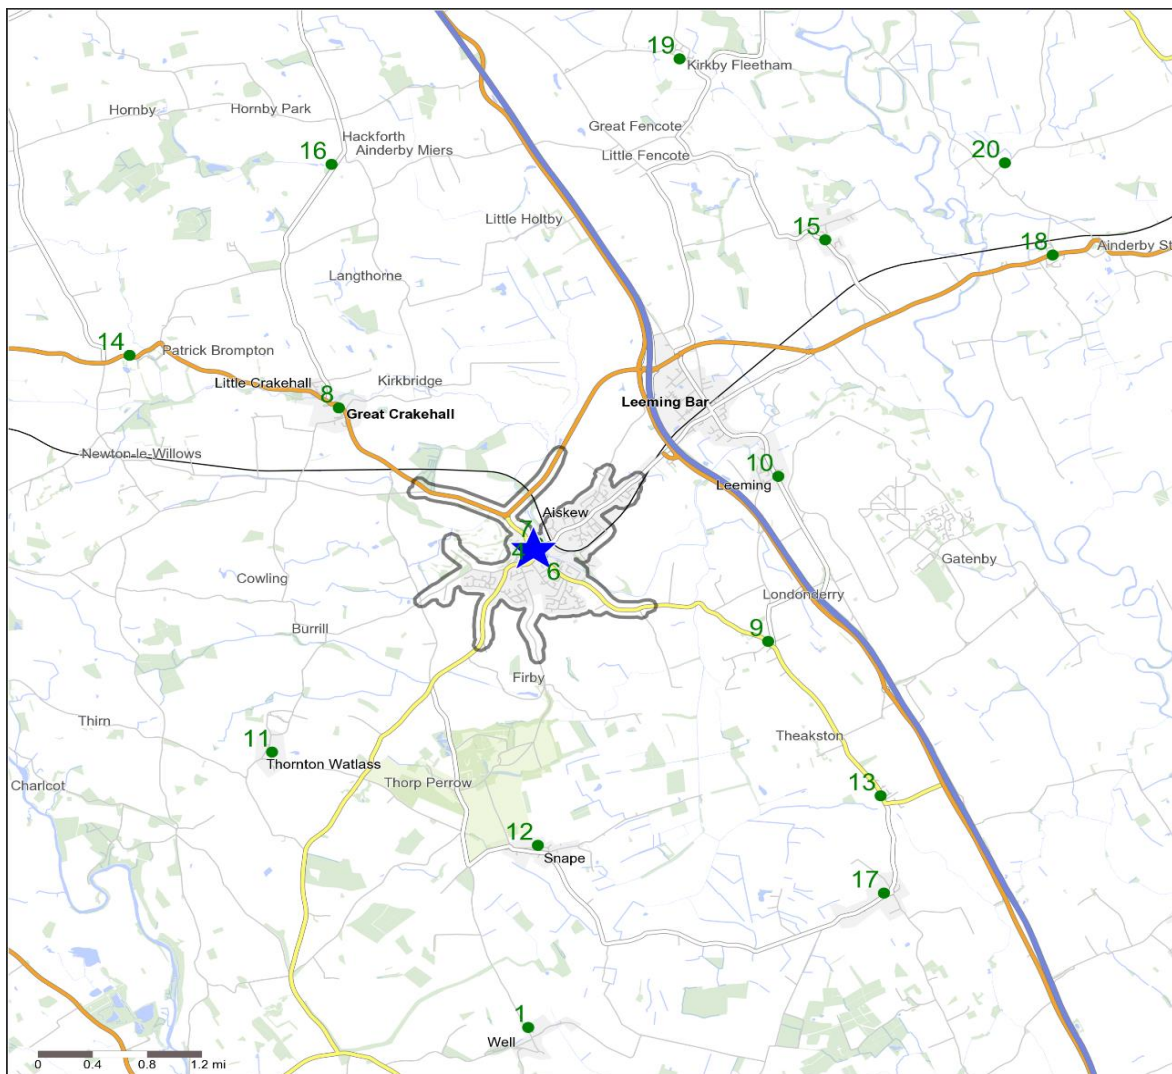 19
Kirkby Fleetham
Hornby
Hornby Park
Great Fencote
Hackforth
16
Ainderby Miers
Little Fencote
20
Little Holtby
15
18
Ainderby St
Langthorne
14
Patrick Brompton
Kirkbridge
Little Crakehall
8
Great Crakehall
Leeming Bar
Newton-le-Willows
10
Leeming
Aiskew
7
4
6
Gatenby
Cowling
Londonderry
Burrill
9
Firby
Thirn
11
Theakston
Thornton Watlass
Thorp Perrow
Charlcot
13
12
Snape
17
1
Well
0 0.4 0.8 1.2 mi